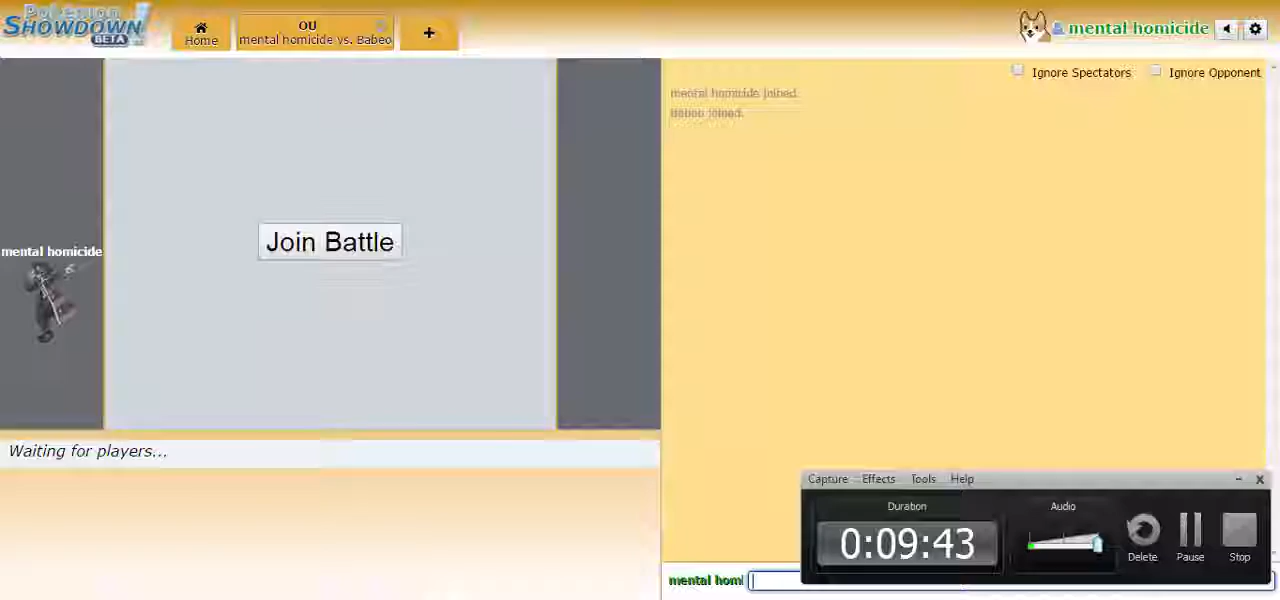 Pokémon
SHOWDOWN!
BETA
Home
OU
mental homicide vs. Babeo
+
mental homicide
Ignore Spectators
Ignore Opponent
mental homicide joined.
Babeo joined.
Join Battle
mental homicide
Waiting for players...
Capture Effects Tools Help
Duration
Audio
0:09:43
Delete
Pause
Stop
mental homi